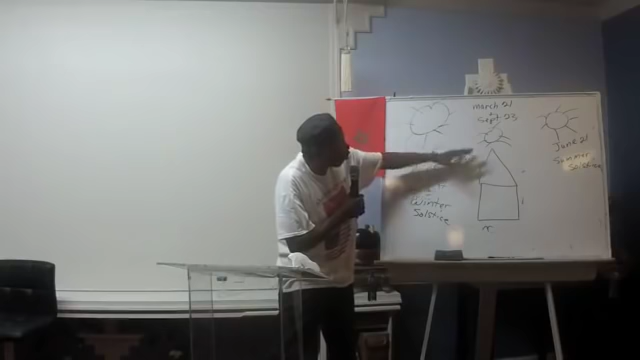 march 21
Sept 23
June 21
Summer
Solstice
Winter
Solstice